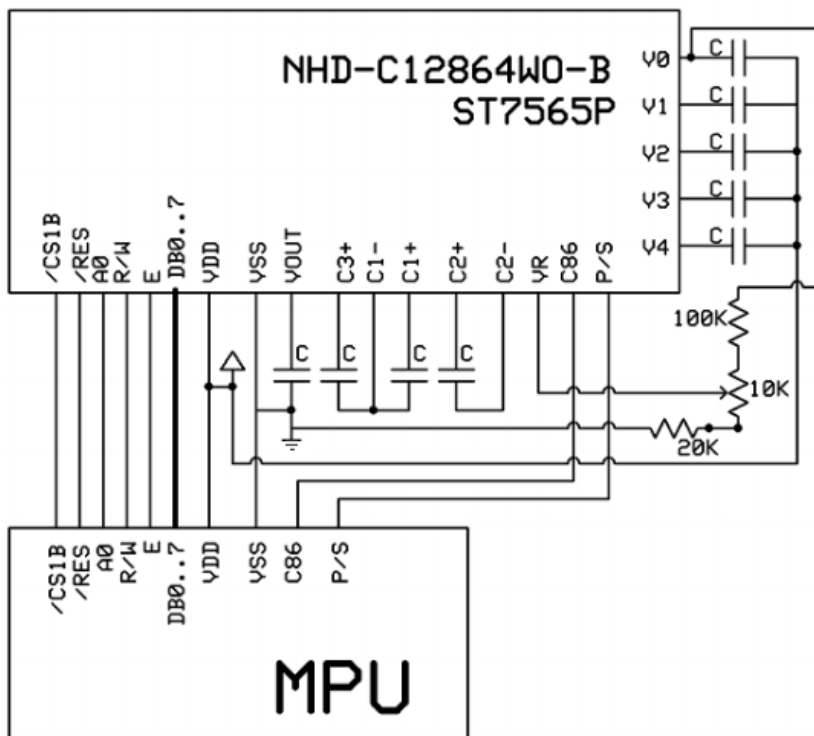 NHD-C12864WO-B
ST7565P
V0
V1
V2
V3
V4
C
C
C
C
C
/CS1B
/RES
A0
R/W
E
DB0..7
VDD
VSS
VOUT
C3+
C1-
C1+
C2+
C2-
VR
C86
P/S
C
C
C
C
100K
10K
20K
/CS1B
/RES
A0
R/W
E
DB0..7
VDD
VSS
C86
P/S
MPU